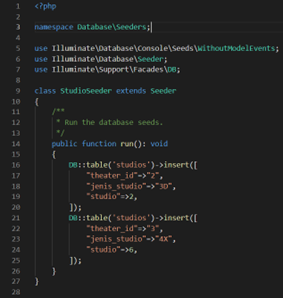 1 <?php
2
3 namespace Database\Seeders;
4
5 use Illuminate\Database\Console\Seeds\WithoutModelEvents;
6 use Illuminate\Database\Seeder;
7 use Illuminate\Support\Facades\DB;
8
9 class StudioSeeder extends Seeder
10 {
11 /**
12 * Run the database seeds.
13 */
14 public function run(): void
15 {
16 DB::table('studios')->insert([
17 "theater_id"=>"2",
18 "jenis_studio"=>"3D",
19 "studio"=>2,
20 ]);
21 DB::table('studios')->insert([
22 "theater_id"=>"3",
23 "jenis_studio"=>"4X",
24 "studio"=>6,
25 ]);
26 }
27 }
28